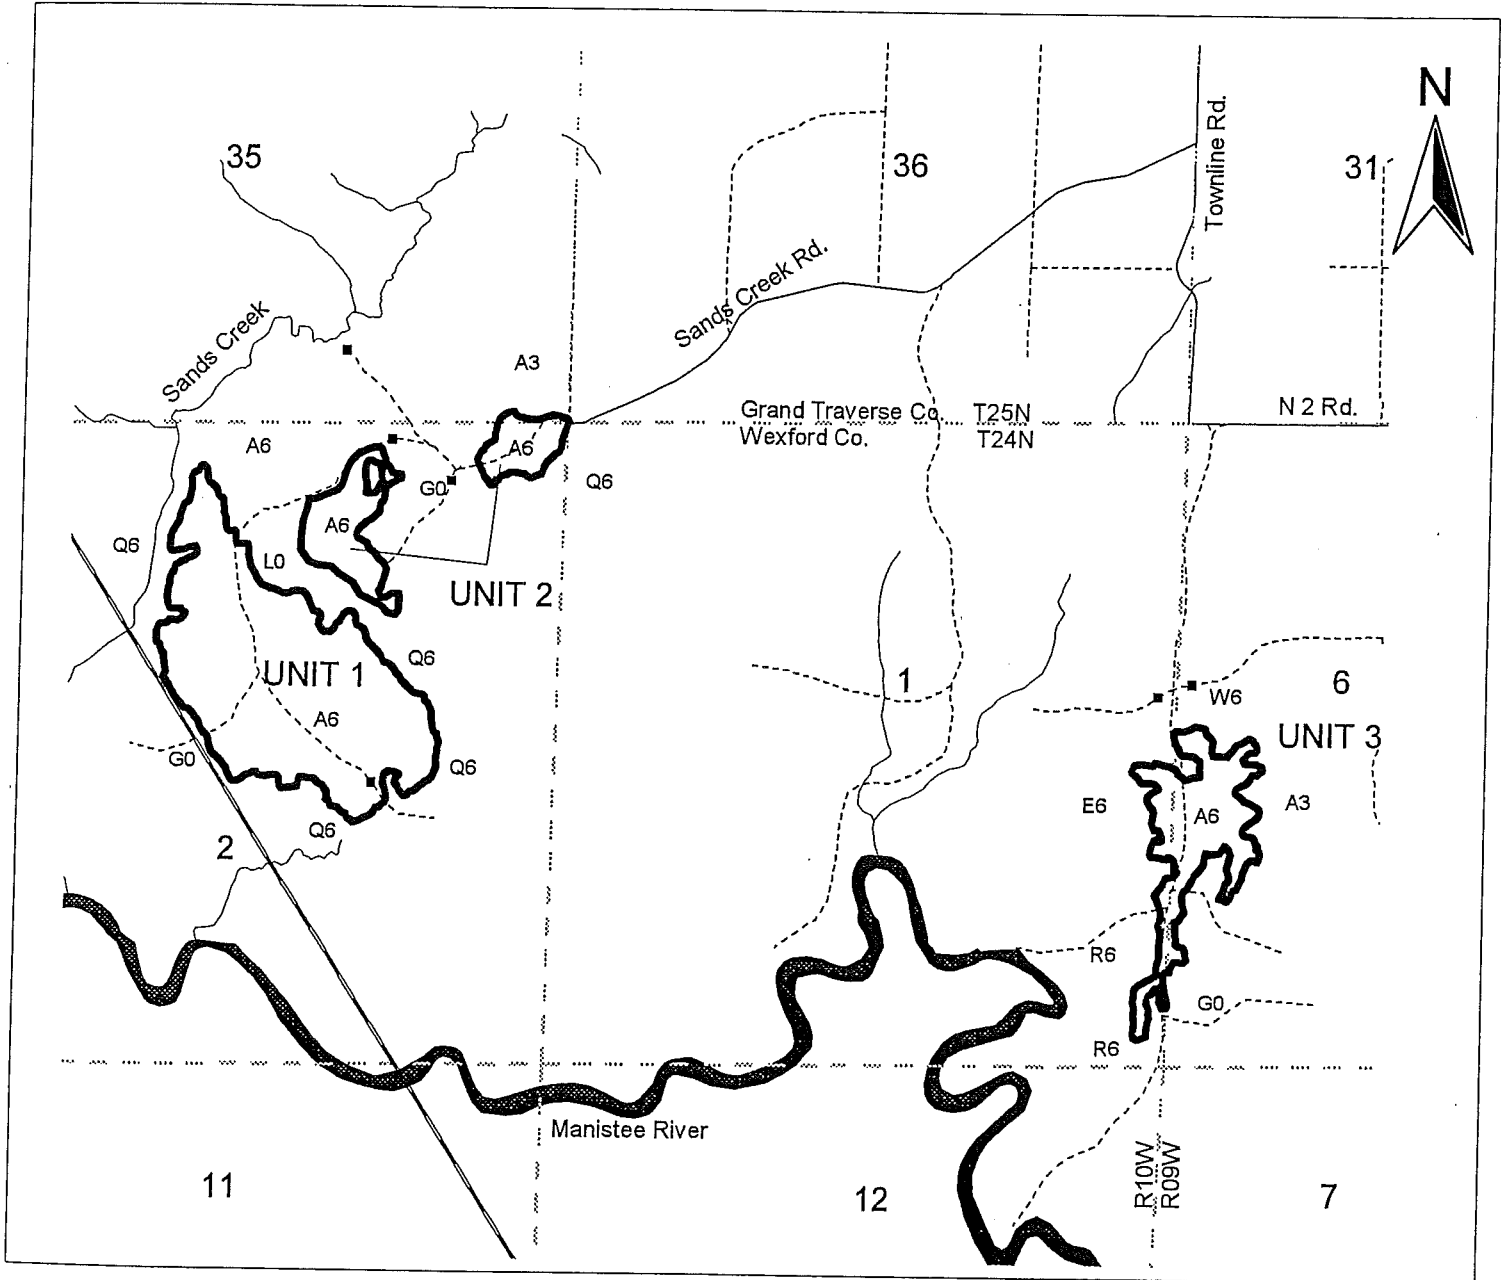 N
35
36
31
Townline Rd.
Sands Creek Rd.
Sands Creek
A3
Grand Traverse Co. T25N
Wexford Co. T24N
N 2 Rd.
A6
A6
Q6
G0
A6
Q6
L0
UNIT 2
Q6
UNIT 1
1
6
W6
A6
UNIT 3
G0
Q6
E6
A6
A3
Q6
2
R6
G0
R6
Manistee River
R10W
R09W
11
12
7